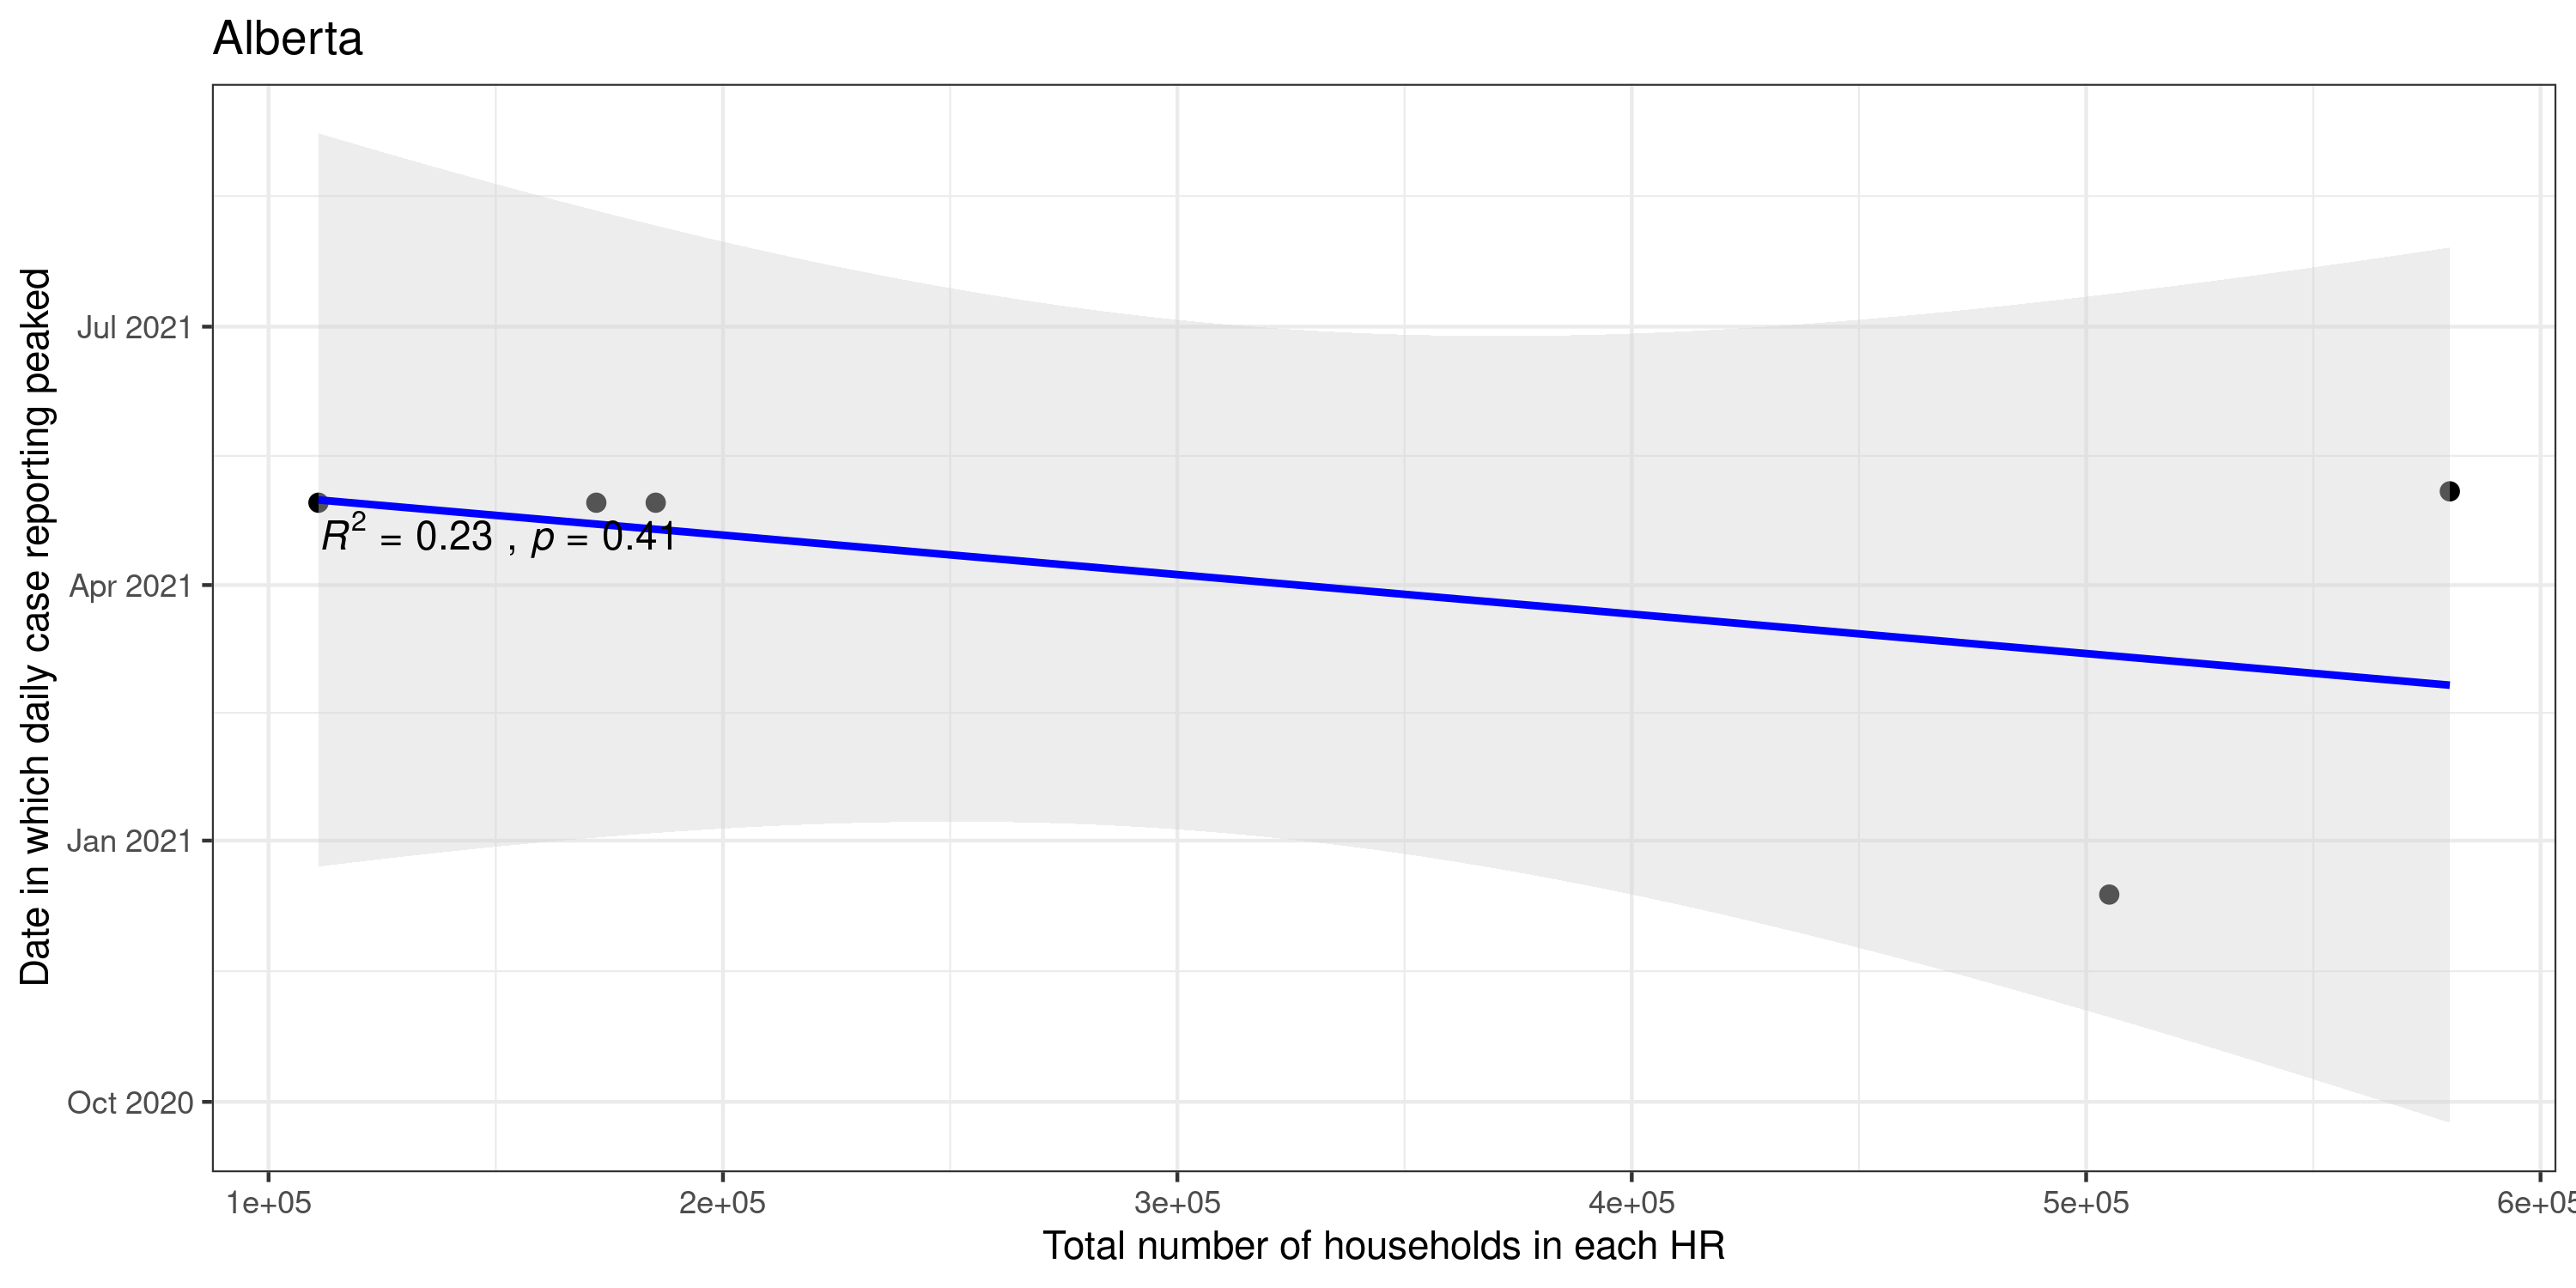 Alberta
Date in which daily case reporting peaked
Jul 2021
Apr 2021
Jan 2021
Oct 2020
R² = 0.23 , p = 0.41
1e+05 2e+05 3e+05 4e+05 5e+05 6e+05
Total number of households in each HR